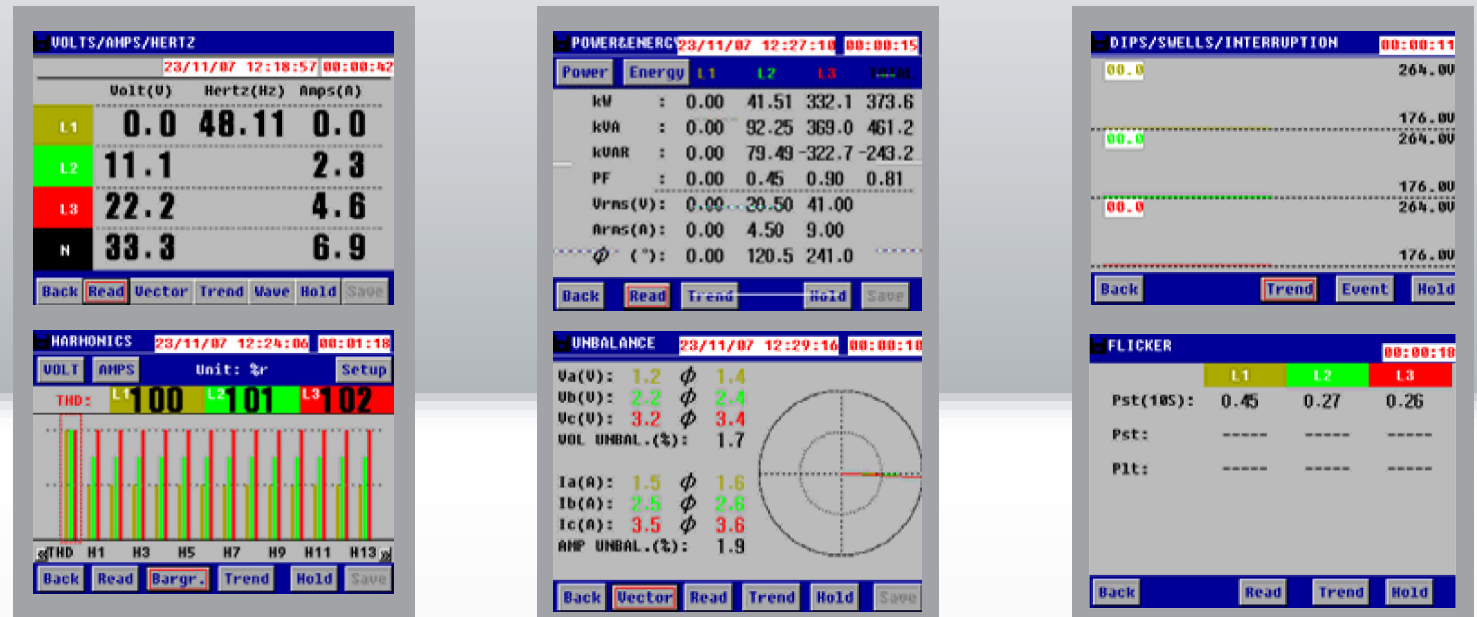 VOLTS/AMPS/HERTZ
23/11/07 12:18:57 00:00:42
Volt(V) Hertz(Hz) Amps(A)
L1 0.0 48.11 0.0
L2 11.1 2.3
L3 22.2 4.6
N 33.3 6.9
Back Read Vector Trend Wave Hold Save
HARMONICS 23/11/07 12:24:06 00:01:18
VOLT AMPS Unit: %r Setup
THD: L1 100 L2 101 L3 102
THD H1 H3 H5 H7 H9 H11 H13
Back Read Bargr. Trend Hold Save
POWER&ENERGY 23/11/07 12:27:10 00:00:15
Power Energy L1 L2 L3 TOTAL
kW : 0.00 41.51 332.1 373.6
kVA : 0.00 92.25 369.0 461.2
kVAR : 0.00 79.49 -322.7 -243.2
PF : 0.00 0.45 0.90 0.81
Vrms(V): 0.00 20.50 41.00
Arms(A): 0.00 4.50 9.00
Φ (°): 0.00 120.5 241.0
Back Read Trend Hold Save
UNBALANCE 23/11/07 12:29:16 00:00:10
Va(V): 1.2 Φ 1.4
Vb(V): 2.2 Φ 2.4
Vc(V): 3.2 Φ 3.4
VOL UNBAL.(%): 1.7
Ia(A): 1.5 Φ 1.6
Ib(A): 2.5 Φ 2.6
Ic(A): 3.5 Φ 3.6
AMP UNBAL.(%): 1.9
Back Vector Read Trend Hold Save
DIPS/SWELLS/INTERRUPTION 00:00:11
00.0 264.0V
176.0V
00.0 264.0V
176.0V
00.0 264.0V
176.0V
Back Trend Event Hold
FLICKER 00:00:18
L1 L2 L3
Pst(10S): 0.45 0.27 0.26
Pst: ----- ----- -----
Plt: ----- ----- -----
Back Read Trend Hold